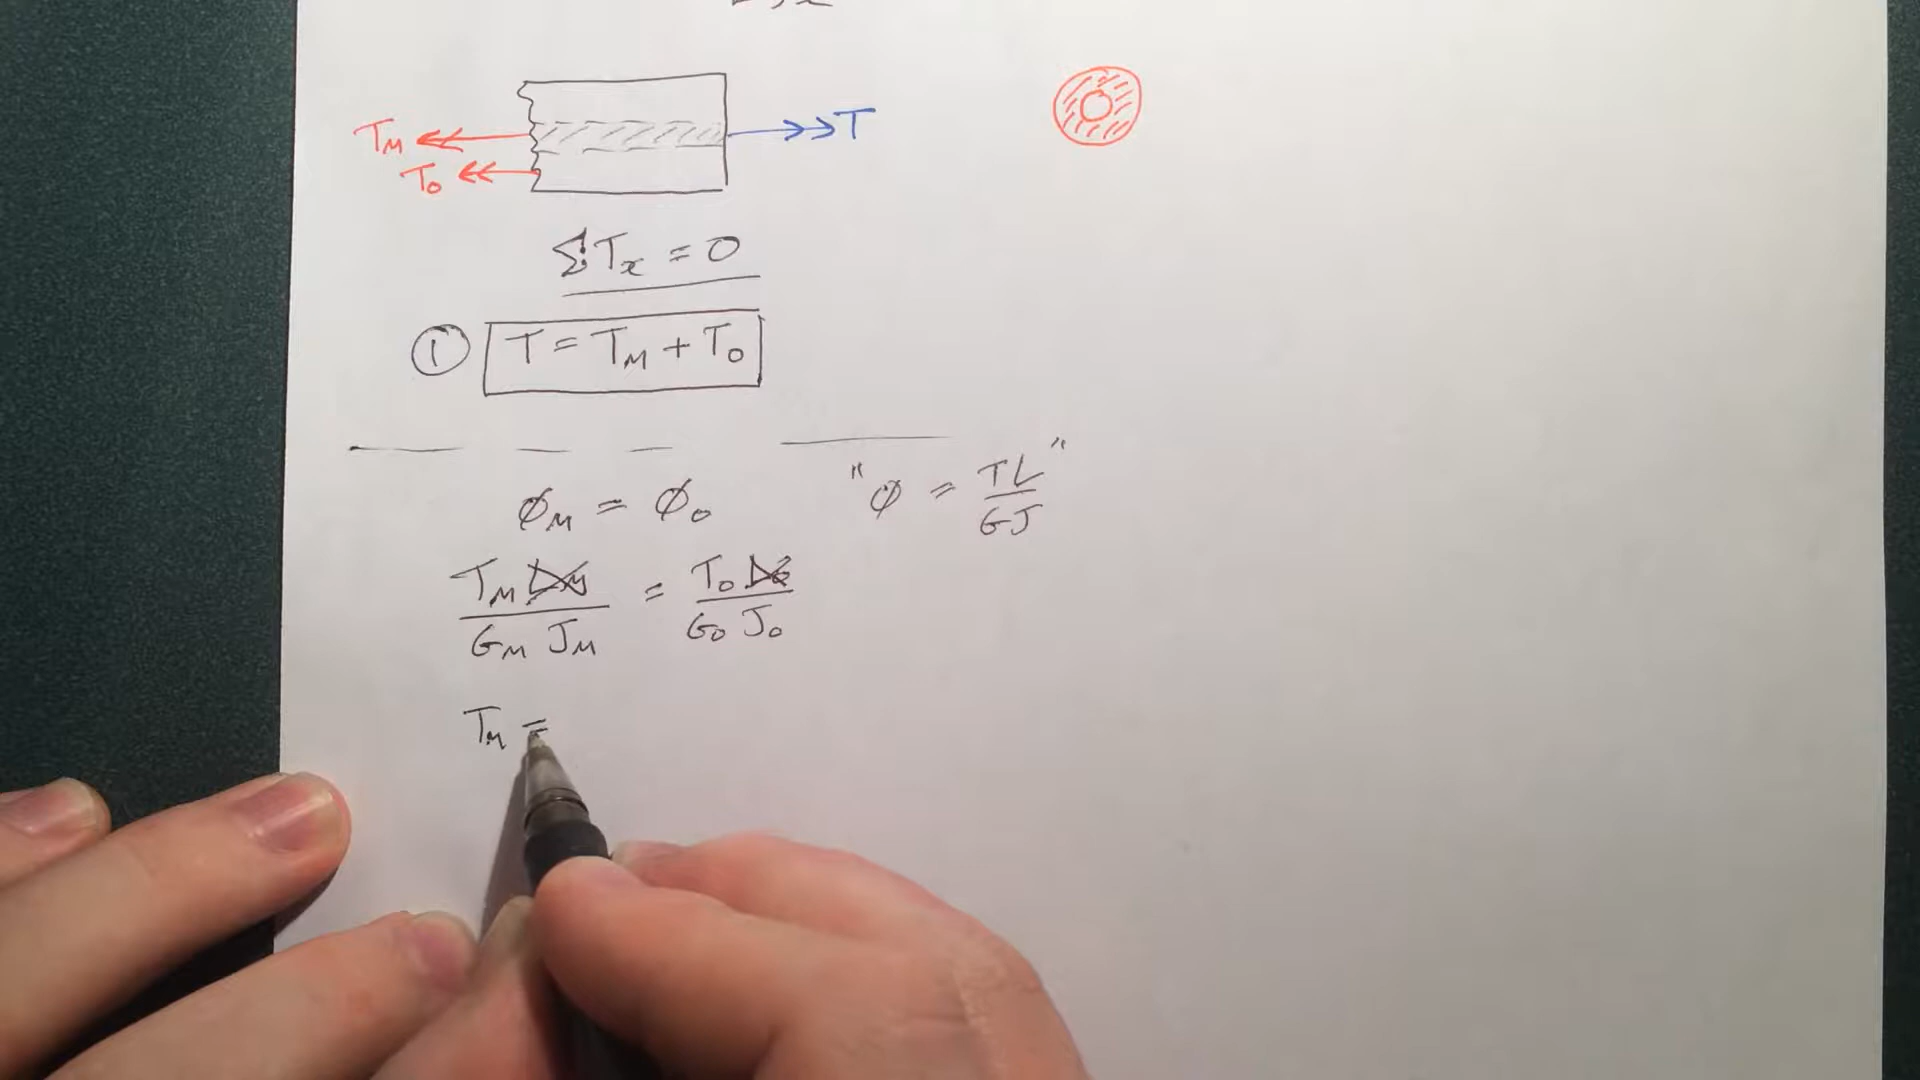 T_M
T
T_O
ΣT_x = 0
① T = T_M + T_O
φ_M = φ_O "φ = TL/GJ"
T_M L_M / G_M J_M = T_O L_O / G_O J_O
T_M =